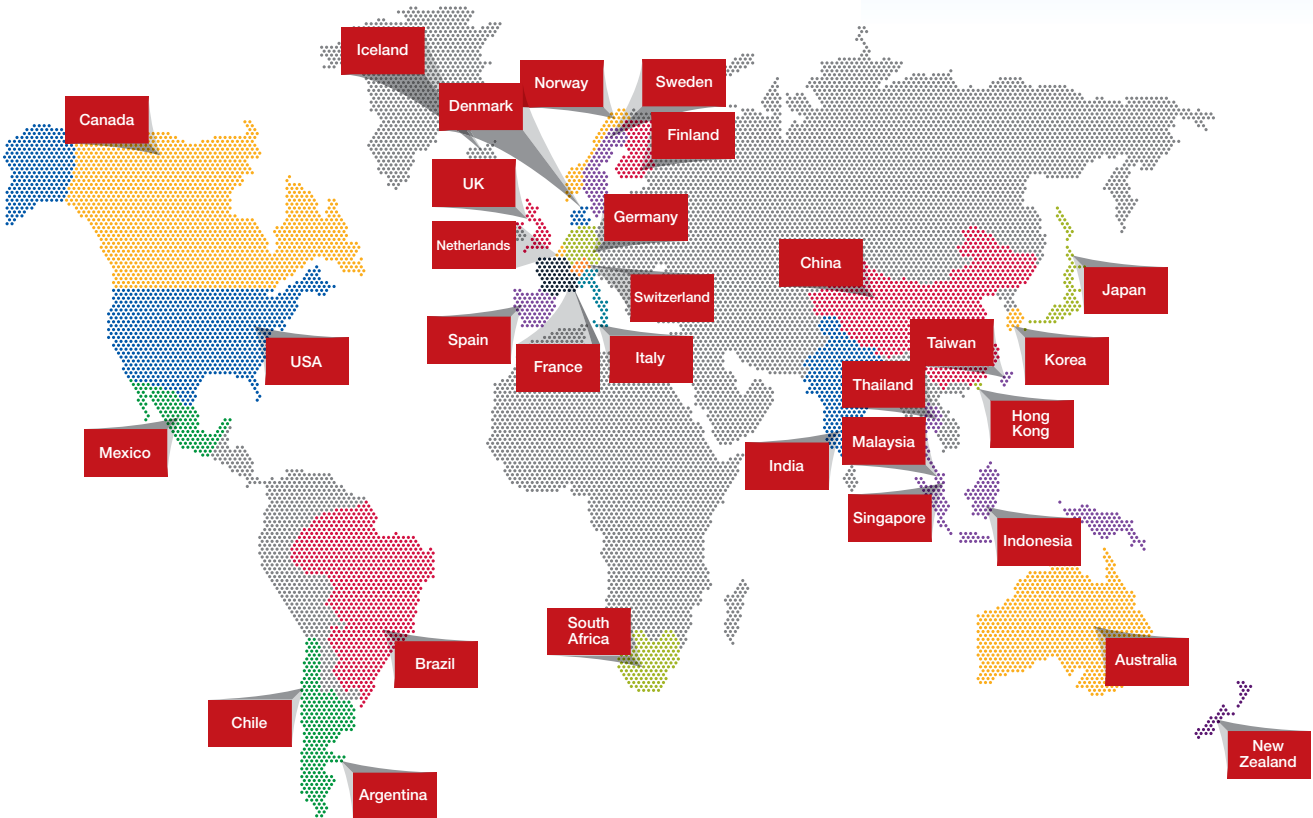 Iceland
Norway
Sweden
Canada
Denmark
Finland
UK
Germany
Netherlands
China
Switzerland
Japan
Spain
Taiwan
USA
France
Italy
Korea
Thailand
Hong
Kong
Mexico
Malaysia
India
Singapore
Indonesia
South
Africa
Brazil
Australia
Chile
New
Zealand
Argentina